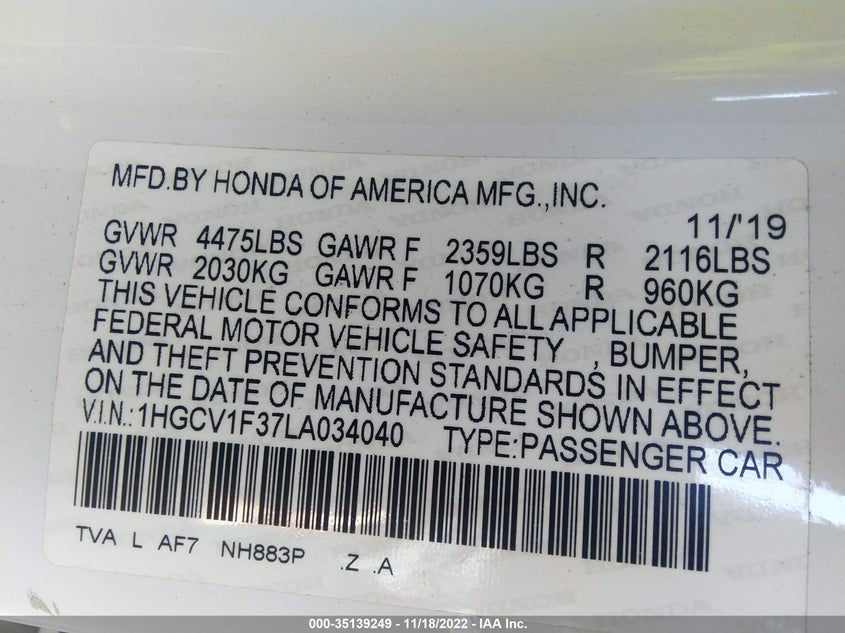 MFD.BY HONDA OF AMERICA MFG.,INC.
11/'19
GVWR 4475LBS GAWR F 2359LBS R 2116LBS
GVWR 2030KG GAWR F 1070KG R 960KG
THIS VEHICLE CONFORMS TO ALL APPLICABLE
FEDERAL MOTOR VEHICLE SAFETY , BUMPER,
AND THEFT PREVENTION STANDARDS IN EFFECT
ON THE DATE OF MANUFACTURE SHOWN ABOVE.
V.I.N.:1HGCV1F37LA034040 TYPE:PASSENGER CAR
TVA L AF7 NH883P .Z .A
000-35139249 - 11/18/2022 - IAA Inc.